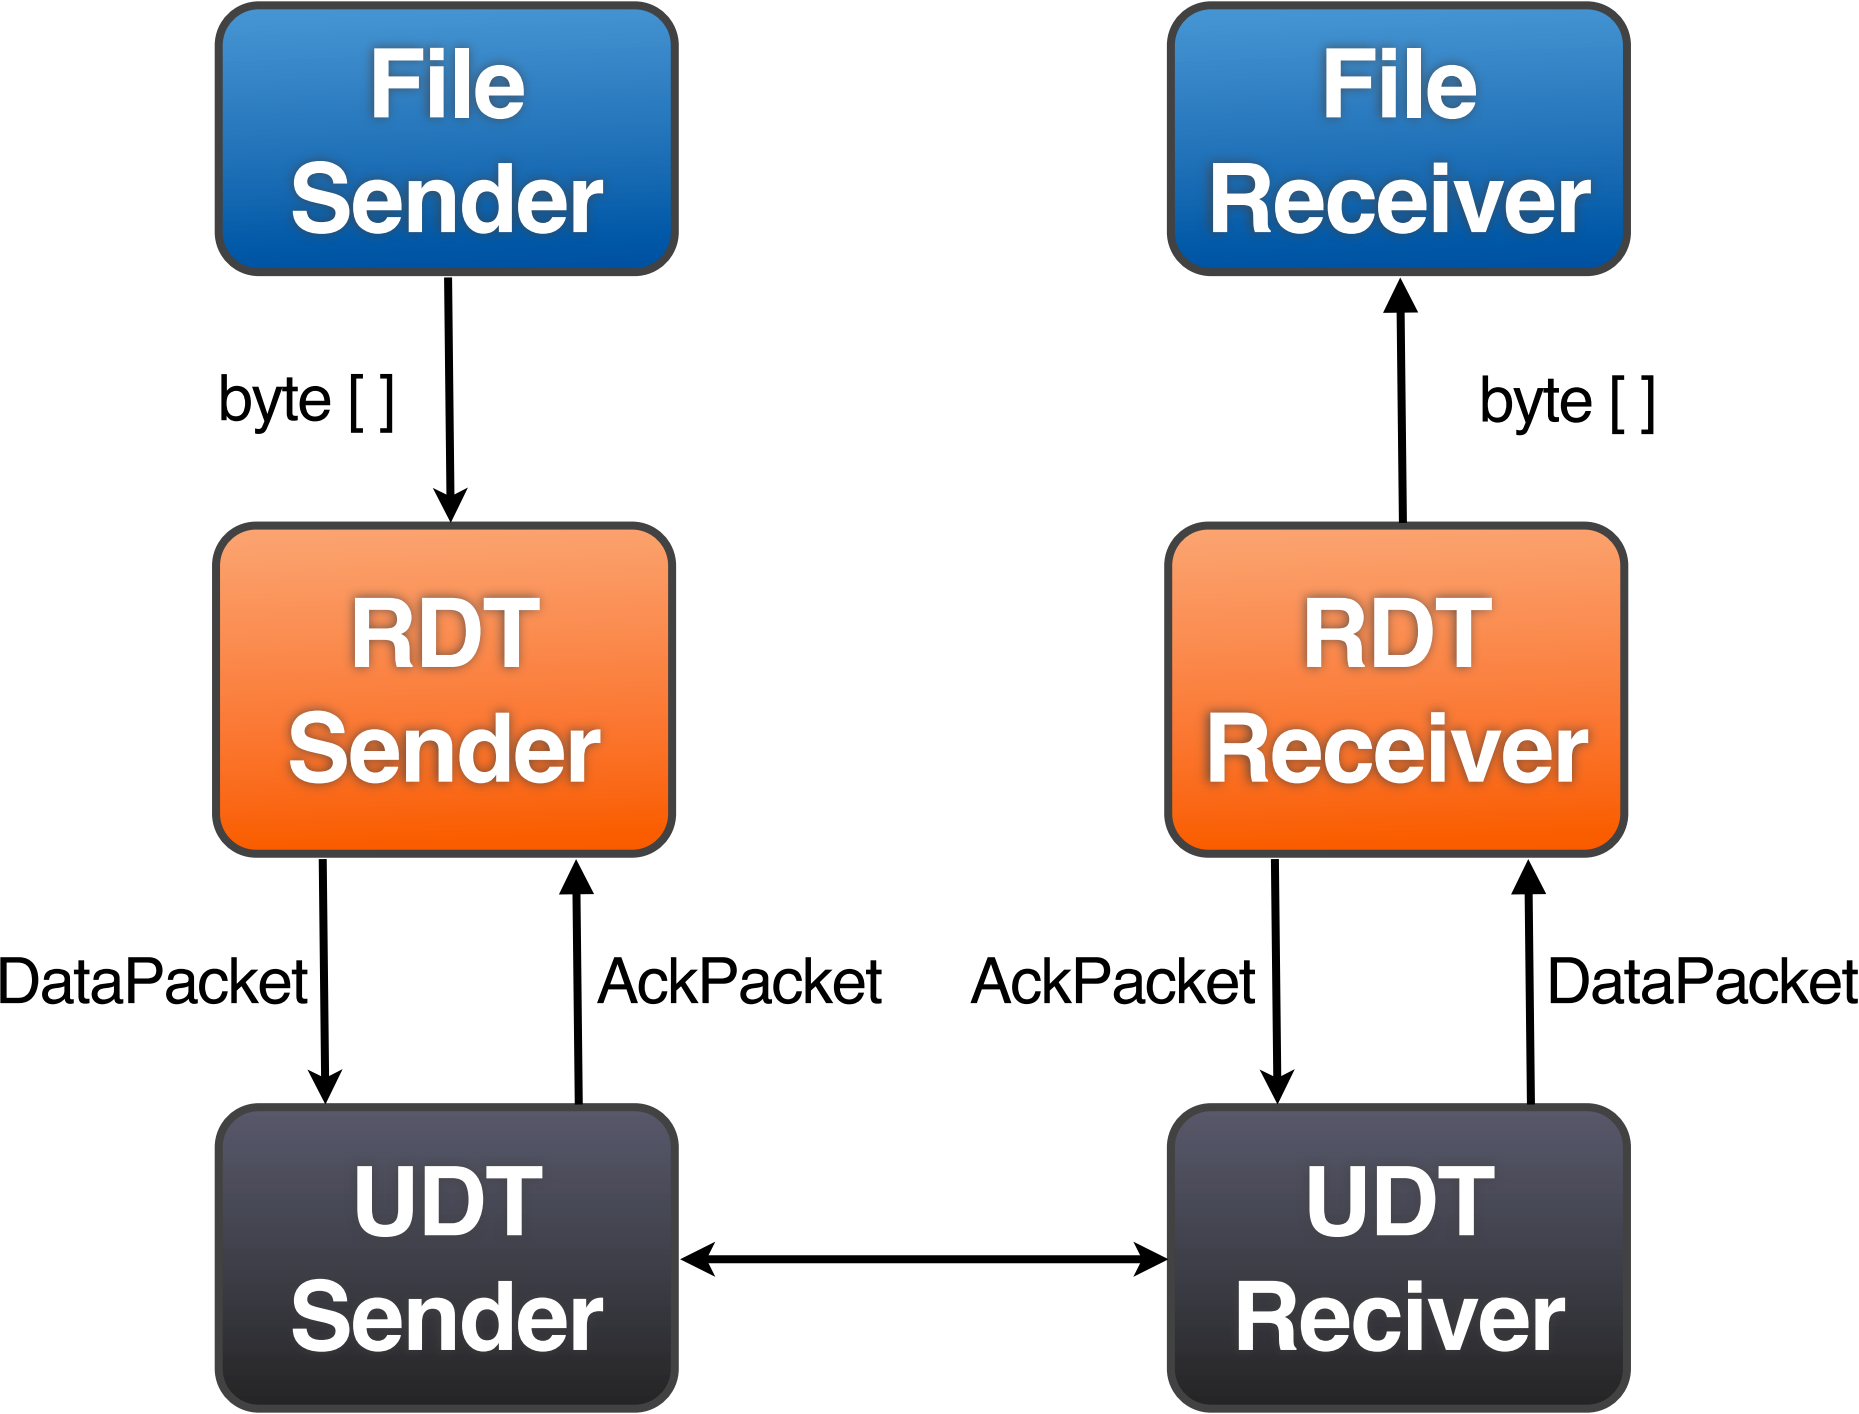 File
Sender
File
Receiver
byte [ ]
byte [ ]
RDT
Sender
RDT
Receiver
DataPacket
AckPacket
AckPacket
DataPacket
UDT
Sender
UDT
Reciver